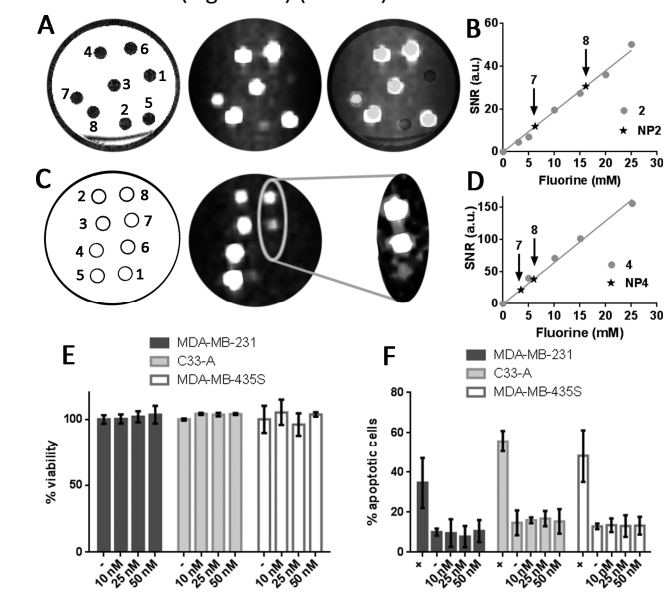 A
4
6
1
3
7
8
2
5
B
SNR (a.u.)
60
40
20
0
7
8
2
NP2
0 5 10 15 20 25 30
Fluorine (mM)
C
2
8
3
7
4
6
5
1
D
SNR (a.u.)
150
100
50
0
7
8
4
NP4
0 5 10 15 20 25 30
Fluorine (mM)
E
MDA-MB-231
C33-A
MDA-MB-435S
% viability
100
50
0
- 10 nM 25 nM 50 nM - 10 nM 25 nM 50 nM - 10 nM 25 nM 50 nM
F
MDA-MB-231
C33-A
MDA-MB-435S
% apoptotic cells
80
60
40
20
0
+ - 10 nM 25 nM 50 nM + - 10 nM 25 nM 50 nM + - 10 nM 25 nM 50 nM